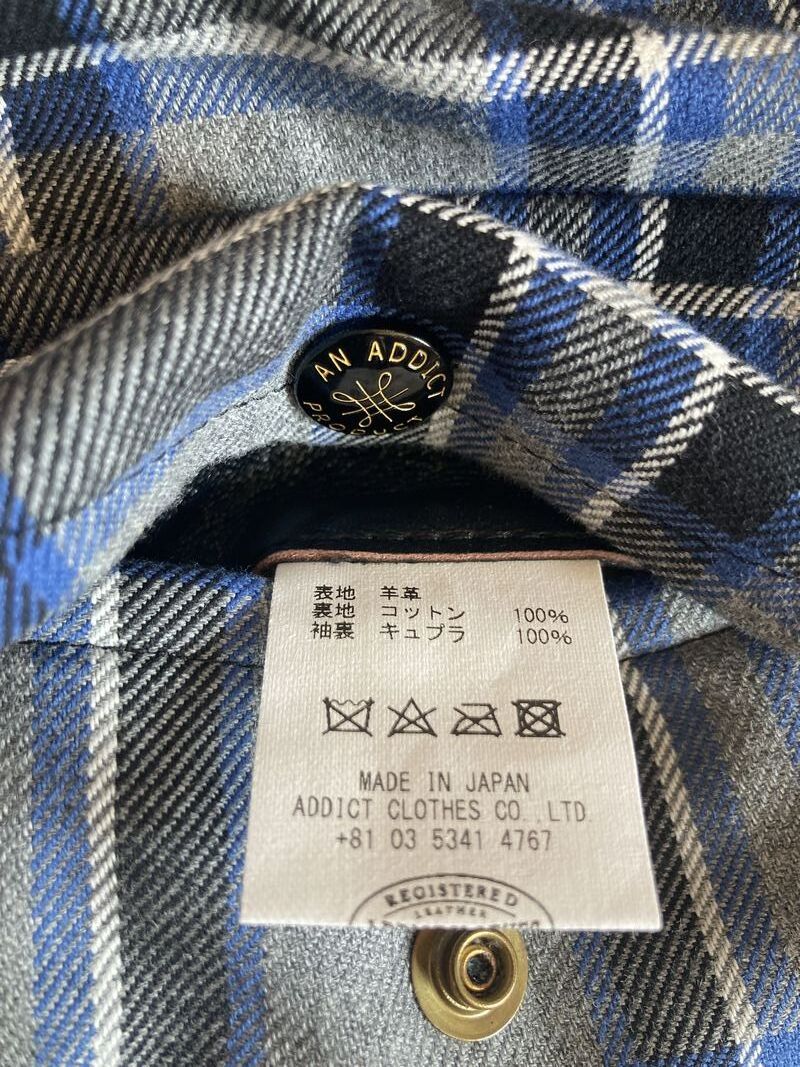 AN ADDICT
PRODUCT
表地 羊革
裏地 コットン 100%
袖裏 キュプラ 100%
MADE IN JAPAN
ADDICT CLOTHES CO.,LTD.
+81 03 5341 4767
REGISTERED
LEATHER